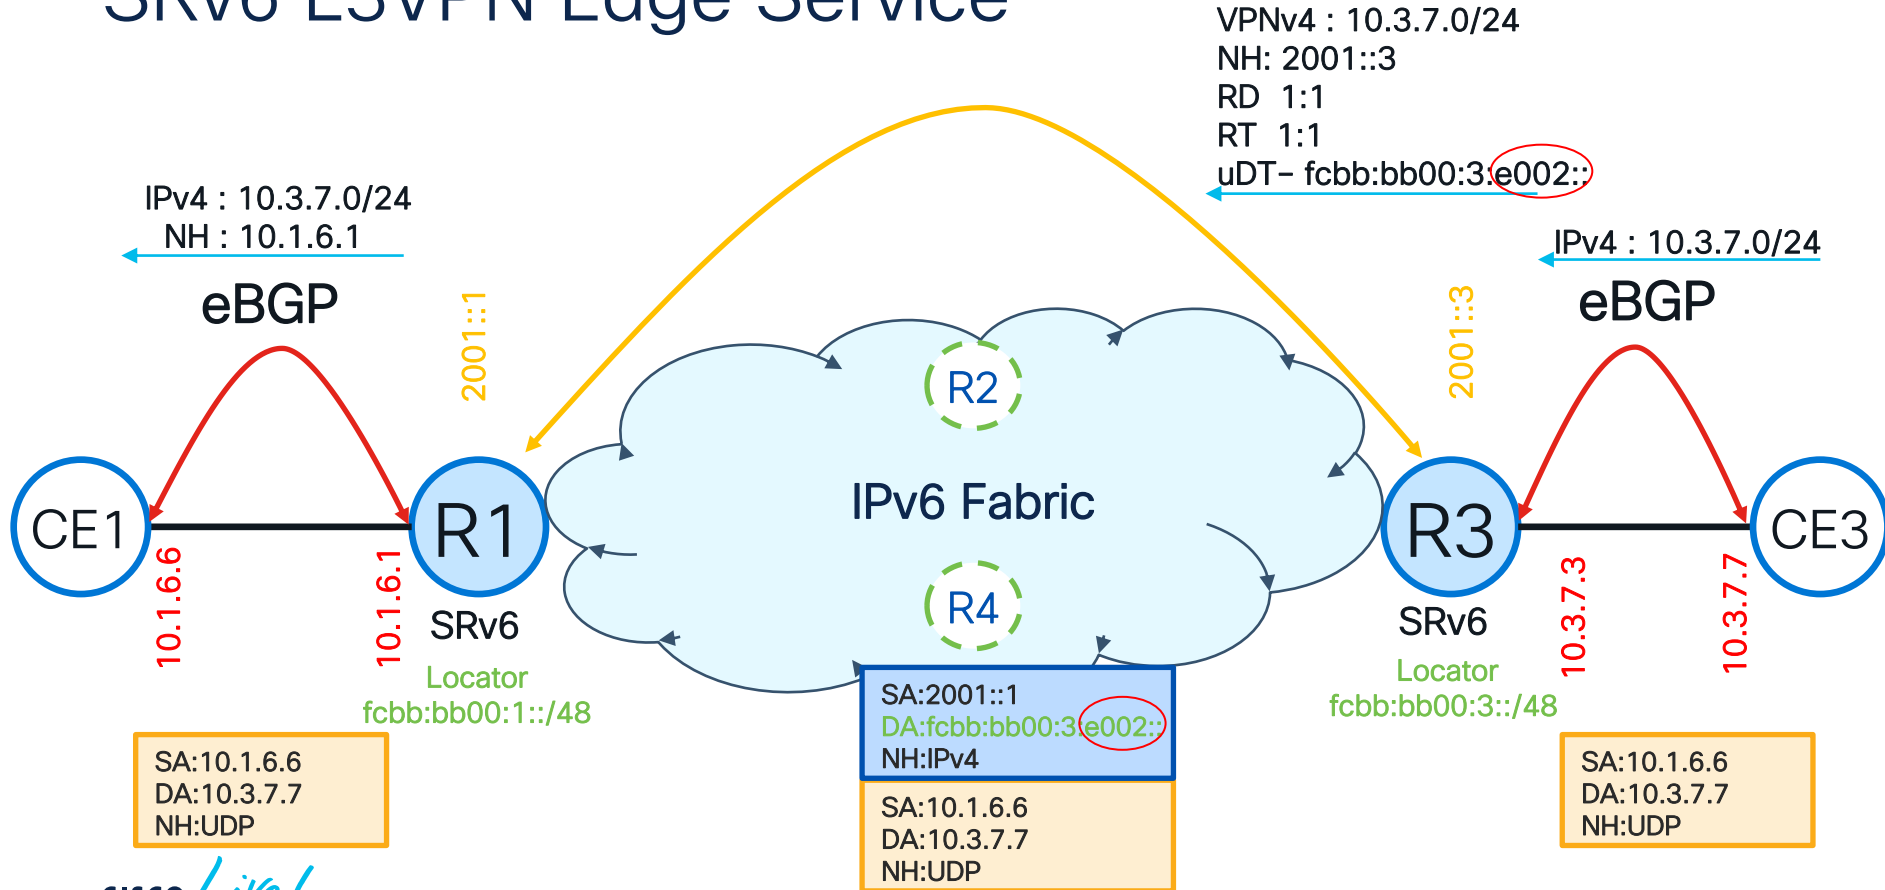 SRv6 L3VPN Edge Service
VPNv4 : 10.3.7.0/24
NH: 2001::3
RD 1:1
RT 1:1
uDT– fcbb:bb00:3:e002::
IPv4 : 10.3.7.0/24
NH : 10.1.6.1
eBGP
IPv4 : 10.3.7.0/24
eBGP
2001::1
2001::3
R2
IPv6 Fabric
R4
CE1
R1
R3
CE3
10.1.6.6
10.1.6.1
10.3.7.3
10.3.7.7
SRv6
Locator
fcbb:bb00:1::/48
SRv6
Locator
fcbb:bb00:3::/48
SA:10.1.6.6
DA:10.3.7.7
NH:UDP
SA:2001::1
DA:fcbb:bb00:3:e002::
NH:IPv4
SA:10.1.6.6
DA:10.3.7.7
NH:UDP
SA:10.1.6.6
DA:10.3.7.7
NH:UDP
cisco Live!